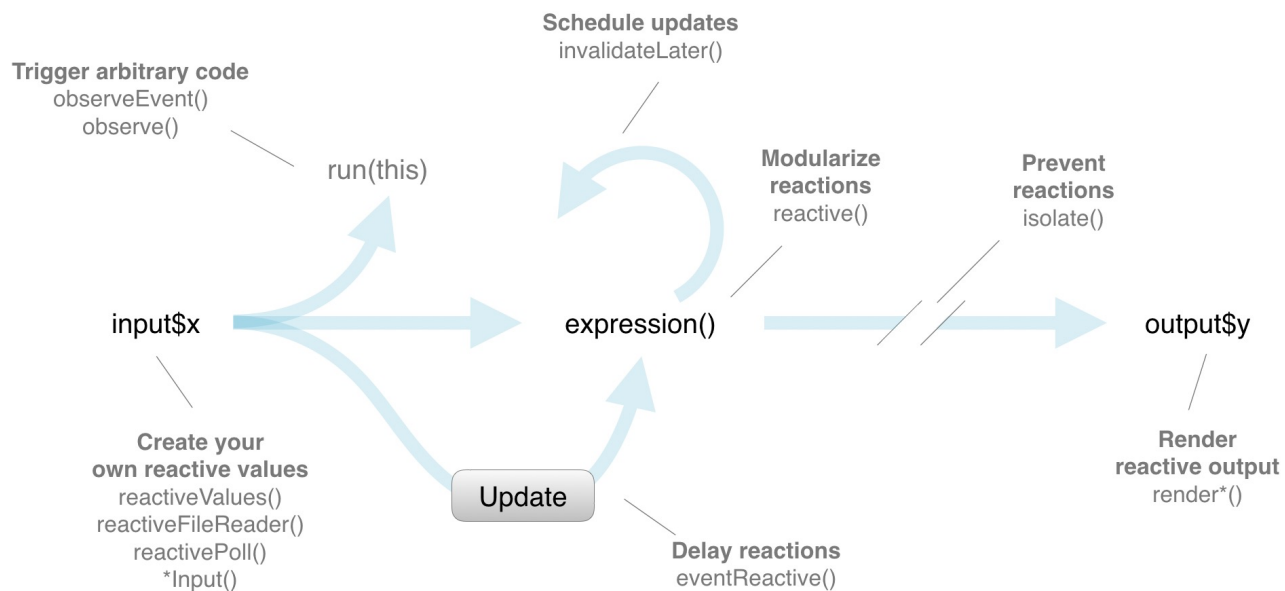 Schedule updates
invalidateLater()
Trigger arbitrary code
observeEvent()
observe()
run(this)
Modularize
reactions
reactive()
Prevent
reactions
isolate()
input$x
expression()
output$y
Create your
own reactive values
reactiveValues()
reactiveFileReader()
reactivePoll()
*Input()
Update
Delay reactions
eventReactive()
Render
reactive output
render*()